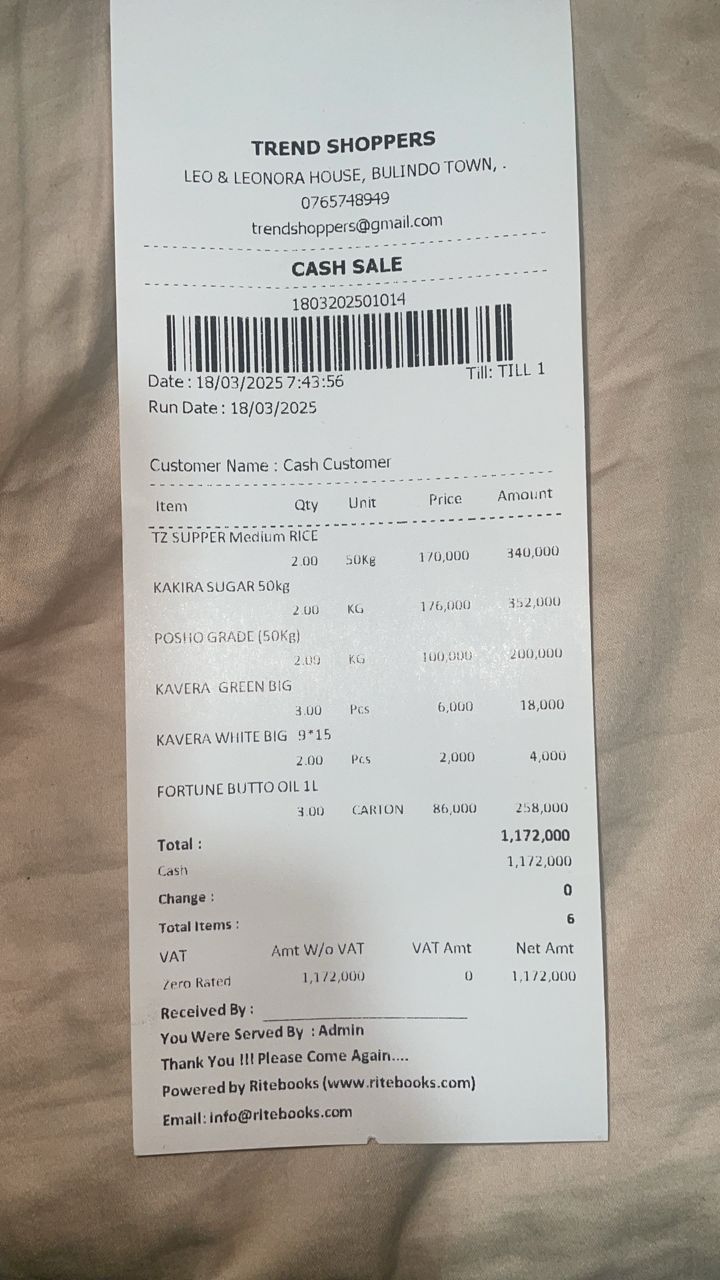 TREND SHOPPERS
LEO & LEONORA HOUSE, BULINDO TOWN, .
0765748949
trendshoppers@gmail.com
CASH SALE
1803202501014
Date : 18/03/2025 7:43:56 Till: TILL 1
Run Date : 18/03/2025
Customer Name : Cash Customer
Item Qty Unit Price Amount
TZ SUPPER Medium RICE
2.00 50Kg 170,000 340,000
KAKIRA SUGAR 50kg
2.00 KG 176,000 352,000
POSHO GRADE (50Kg)
2.00 KG 100,000 200,000
KAVERA GREEN BIG
3.00 Pcs 6,000 18,000
KAVERA WHITE BIG 9*15
2.00 Pcs 2,000 4,000
FORTUNE BUTTO OIL 1L
3.00 CARTON 86,000 258,000
Total : 1,172,000
Cash 1,172,000
Change : 0
Total Items : 6
VAT Amt W/o VAT VAT Amt Net Amt
Zero Rated 1,172,000 0 1,172,000
Received By :
You Were Served By : Admin
Thank You !!! Please Come Again....
Powered by Ritebooks (www.ritebooks.com)
Email: info@ritebooks.com